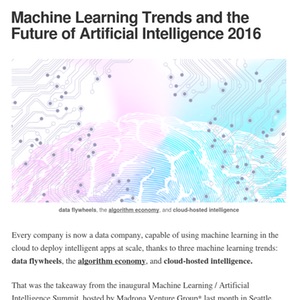 Machine Learning Trends and the
Future of Artificial Intelligence 2016
data flywheels, the algorithm economy, and cloud-hosted intelligence
Every company is now a data company, capable of using machine learning in the
cloud to deploy intelligent apps at scale, thanks to three machine learning trends:
data flywheels, the algorithm economy, and cloud-hosted intelligence.
That was the takeaway from the inaugural Machine Learning / Artificial
Intelligence Summit, hosted by Madrona Venture Group* last month in Seattle